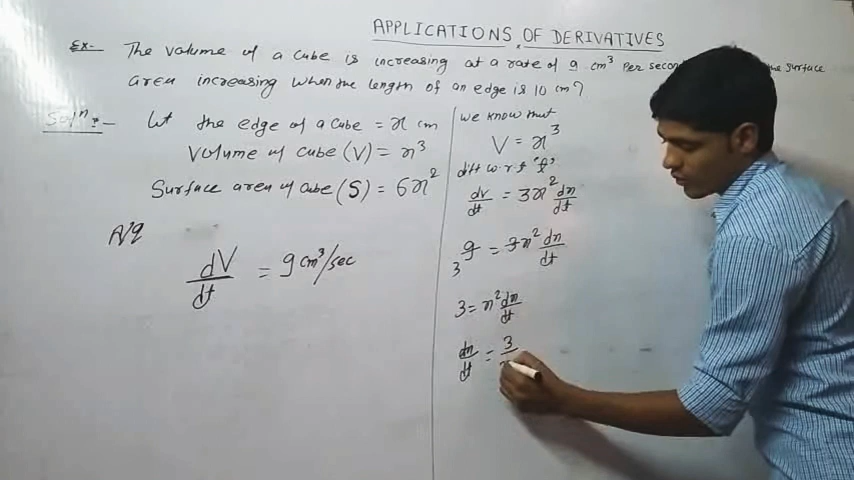 APPLICATIONS OF DERIVATIVES
Ex- The volume of a cube is increasing at a rate of 9 cm³ per second the surface
area increasing when the length of an edge is 10 cm?
Solⁿ:- Let the edge of a cube = x cm
Volume of cube (V) = x³
Surface area of cube (S) = 6x²
A/q
dV/dt = 9 cm³/sec
we know that
V = x³
diff w.r.t 't'
dv/dt = 3x² dx/dt
9 = 3x² dx/dt
3
3 = x² dx/dt
dx/dt = 3/